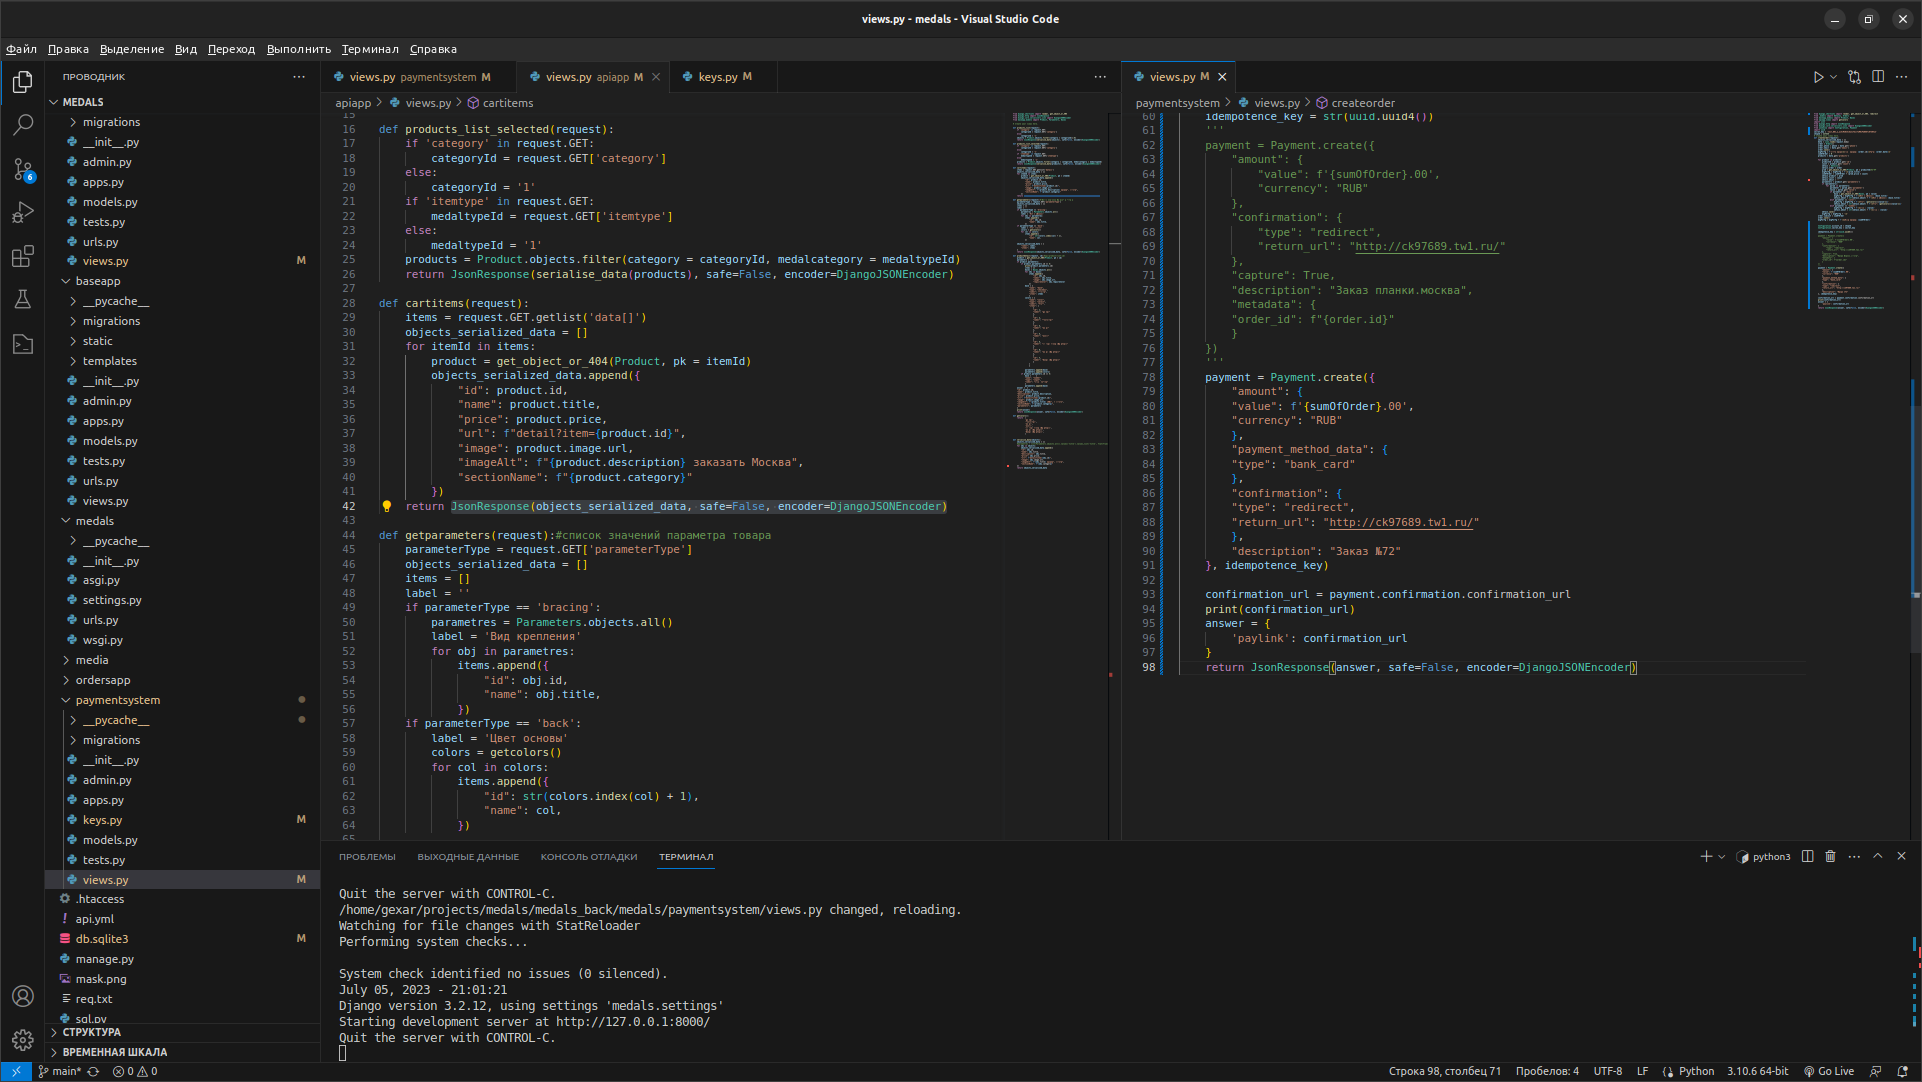 views.py - medals - Visual Studio Code
Файл Правка Выделение Вид Переход Выполнить Терминал Справка
ПРОВОДНИК
MEDALS
migrations
__init__.py
admin.py
apps.py
models.py
tests.py
urls.py
views.py M
baseapp
__pycache__
migrations
static
templates
__init__.py
admin.py
apps.py
models.py
tests.py
urls.py
views.py
medals
__pycache__
__init__.py
asgi.py
settings.py
urls.py
wsgi.py
media
ordersapp
paymentsystem
__pycache__
migrations
__init__.py
admin.py
apps.py
keys.py M
models.py
tests.py
views.py M
.htaccess
api.yml
db.sqlite3 M
manage.py
mask.png
req.txt
sql.py
СТРУКТУРА
ВРЕМЕННАЯ ШКАЛА
6
views.py paymentsystem M
views.py apiapp M
keys.py M
apiapp > views.py > cartitems
15
16 def products_list_selected(request):
17 if 'category' in request.GET:
18 categoryId = request.GET['category']
19 else:
20 categoryId = '1'
21 if 'itemtype' in request.GET:
22 medaltypeId = request.GET['itemtype']
23 else:
24 medaltypeId = '1'
25 products = Product.objects.filter(category = categoryId, medalcategory = medaltypeId)
26 return JsonResponse(serialise_data(products), safe=False, encoder=DjangoJSONEncoder)
27
28 def cartitems(request):
29 items = request.GET.getlist('data[]')
30 objects_serialized_data = []
31 for itemId in items:
32 product = get_object_or_404(Product, pk = itemId)
33 objects_serialized_data.append({
34 "id": product.id,
35 "name": product.title,
36 "price": product.price,
37 "url": f"detail?item={product.id}",
38 "image": product.image.url,
39 "imageAlt": f"{product.description} заказать Москва",
40 "sectionName": f"{product.category}"
41 })
42 return JsonResponse(objects_serialized_data, safe=False, encoder=DjangoJSONEncoder)
43
44 def getparameters(request):#список значений параметра товара
45 parameterType = request.GET['parameterType']
46 objects_serialized_data = []
47 items = []
48 label = ''
49 if parameterType == 'bracing':
50 parametres = Parameters.objects.all()
51 label = 'Вид крепления'
52 for obj in parametres:
53 items.append({
54 "id": obj.id,
55 "name": obj.title,
56 })
57 if parameterType == 'back':
58 label = 'Цвет основы'
59 colors = getcolors()
60 for col in colors:
61 items.append({
62 "id": str(colors.index(col) + 1),
63 "name": col,
64 })
65
views.py M
paymentsystem > views.py > createorder
60 idempotence_key = str(uuid.uuid4())
61 '''
62 payment = Payment.create({
63 "amount": {
64 "value": f'{sumOfOrder}.00',
65 "currency": "RUB"
66 },
67 "confirmation": {
68 "type": "redirect",
69 "return_url": "http://ck97689.tw1.ru/"
70 },
71 "capture": True,
72 "description": "Заказ планки.москва",
73 "metadata": {
74 "order_id": f"{order.id}"
75 }
76 })
77 '''
78 payment = Payment.create({
79 "amount": {
80 "value": f'{sumOfOrder}.00',
81 "currency": "RUB"
82 },
83 "payment_method_data": {
84 "type": "bank_card"
85 },
86 "confirmation": {
87 "type": "redirect",
88 "return_url": "http://ck97689.tw1.ru/"
89 },
90 "description": "Заказ №72"
91 }, idempotence_key)
92
93 confirmation_url = payment.confirmation.confirmation_url
94 print(confirmation_url)
95 answer = {
96 'paylink': confirmation_url
97 }
98 return JsonResponse(answer, safe=False, encoder=DjangoJSONEncoder)
ПРОБЛЕМЫ ВЫХОДНЫЕ ДАННЫЕ КОНСОЛЬ ОТЛАДКИ ТЕРМИНАЛ
python3
Quit the server with CONTROL-C.
/home/gexar/projects/medals/medals_back/medals/paymentsystem/views.py changed, reloading.
Watching for file changes with StatReloader
Performing system checks...
System check identified no issues (0 silenced).
July 05, 2023 - 21:01:21
Django version 3.2.12, using settings 'medals.settings'
Starting development server at http://127.0.0.1:8000/
Quit the server with CONTROL-C.
main* 0 0
Строка 98, столбец 71 Пробелов: 4 UTF-8 LF Python 3.10.6 64-bit Go Live